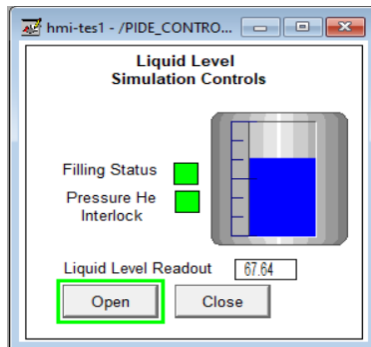 hmi-tes1 - /PIDE_CONTRO...
Liquid Level
Simulation Controls
Filling Status
Pressure He
Interlock
Liquid Level Readout 67.64
Open Close